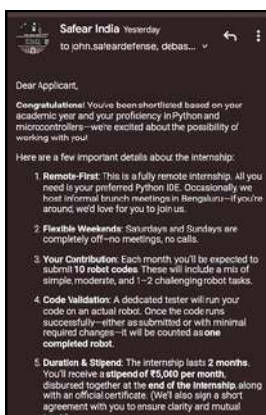 Safear India Yesterday
to john.safeardefense, debas...
Dear Applicant,
Congratulations! You've been shortlisted based on your
academic year and your proficiency in Python and
microcontrollers—we're excited about the possibility of
working with you!
Here are a few important details about the internship:
1. Remote-First: This is a fully remote internship. All you
need is your preferred Python IDE. Occasionally, we
host informal brunch meetings in Bengaluru—if you're
around, we'd love for you to join us.
2. Flexible Weekends: Saturdays and Sundays are
completely off—no meetings, no calls.
3. Your Contribution: Each month you'll be expected to
submit 10 robot codes. These will include a mix of
simple, moderate, and 1–2 challenging robot tasks.
4. Code Validation: A dedicated tester will run your
code on an actual robot. Once the code runs
successfully—either as submitted or with minimal
required changes—it will be counted as one
completed robot.
5. Duration & Stipend: The internship lasts 2 months.
You'll receive a stipend of ₹5,000 per month,
disbursed together at the end of the internship, along
with an official certificate. (We'll also sign a short
agreement with you to ensure clarity and mutual